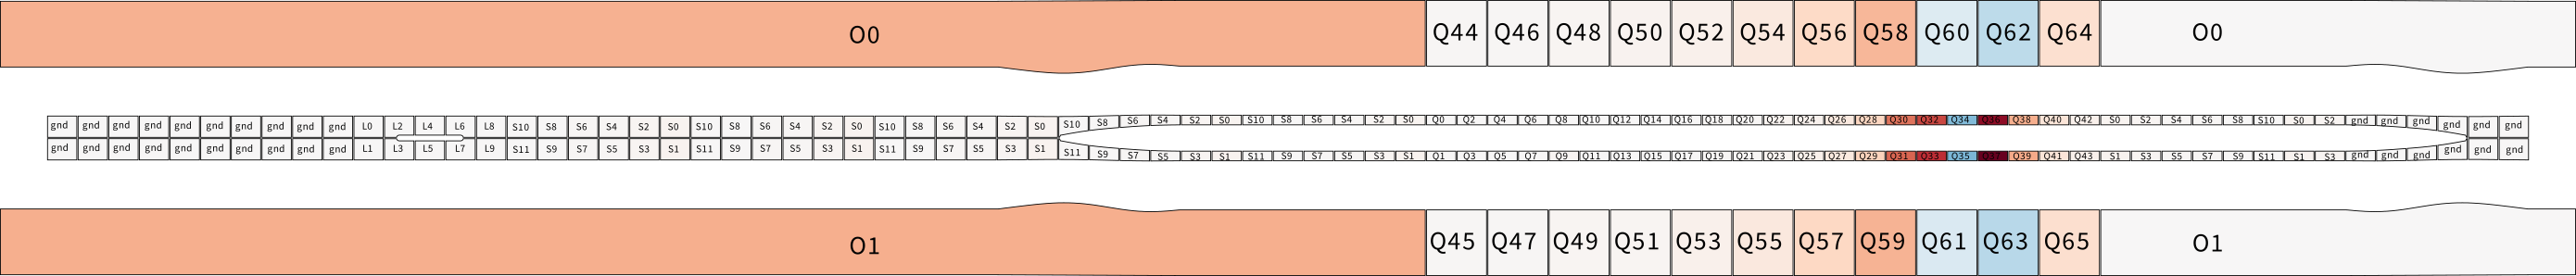 O0 Q44 Q46 Q48 Q50 Q52 Q54 Q56 Q58 Q60 Q62 Q64 O0
gnd gnd gnd gnd gnd gnd gnd gnd gnd gnd L0 L2 L4 L6 L8 S10 S8 S6 S4 S2 S0 S10 S8 S6 S4 S2 S0 S10 S8 S6 S4 S2 S0 S10 S8 S6 S4 S2 S0 S10 S8 S6 S4 S2 S0 Q0 Q2 Q4 Q6 Q8 Q10 Q12 Q14 Q16 Q18 Q20 Q22 Q24 Q26 Q28 Q30 Q32 Q34 Q36 Q38 Q40 Q42 S0 S2 S4 S6 S8 S10 S0 S2 gnd gnd gnd gnd gnd gnd
gnd gnd gnd gnd gnd gnd gnd gnd gnd gnd L1 L3 L5 L7 L9 S11 S9 S7 S5 S3 S1 S11 S9 S7 S5 S3 S1 S11 S9 S7 S5 S3 S1 S11 S9 S7 S5 S3 S1 S11 S9 S7 S5 S3 S1 Q1 Q3 Q5 Q7 Q9 Q11 Q13 Q15 Q17 Q19 Q21 Q23 Q25 Q27 Q29 Q31 Q33 Q35 Q37 Q39 Q41 Q43 S1 S3 S5 S7 S9 S11 S1 S3 gnd gnd gnd gnd gnd gnd
O1 Q45 Q47 Q49 Q51 Q53 Q55 Q57 Q59 Q61 Q63 Q65 O1